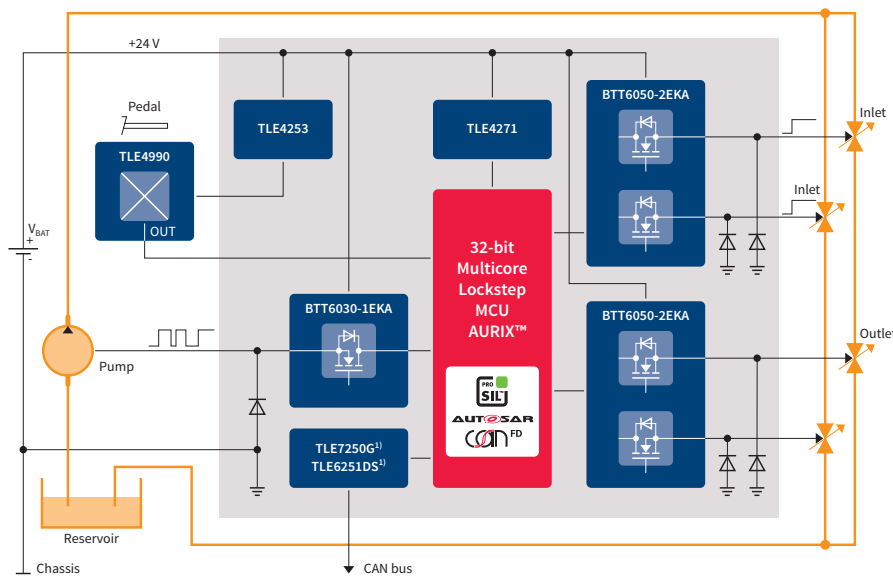 +24 V
Pedal
TLE4990
OUT
TLE4253
TLE4271
BTT6050-2EKA
Inlet
Inlet
VBAT
+
-
32-bit
Multicore
Lockstep
MCU
AURIX™
PRO
SIL™
AUTOSAR
CAN FD
BTT6030-1EKA
BTT6050-2EKA
Outlet
Pump
TLE7250G1)
TLE6251DS1)
Reservoir
Chassis
CAN bus